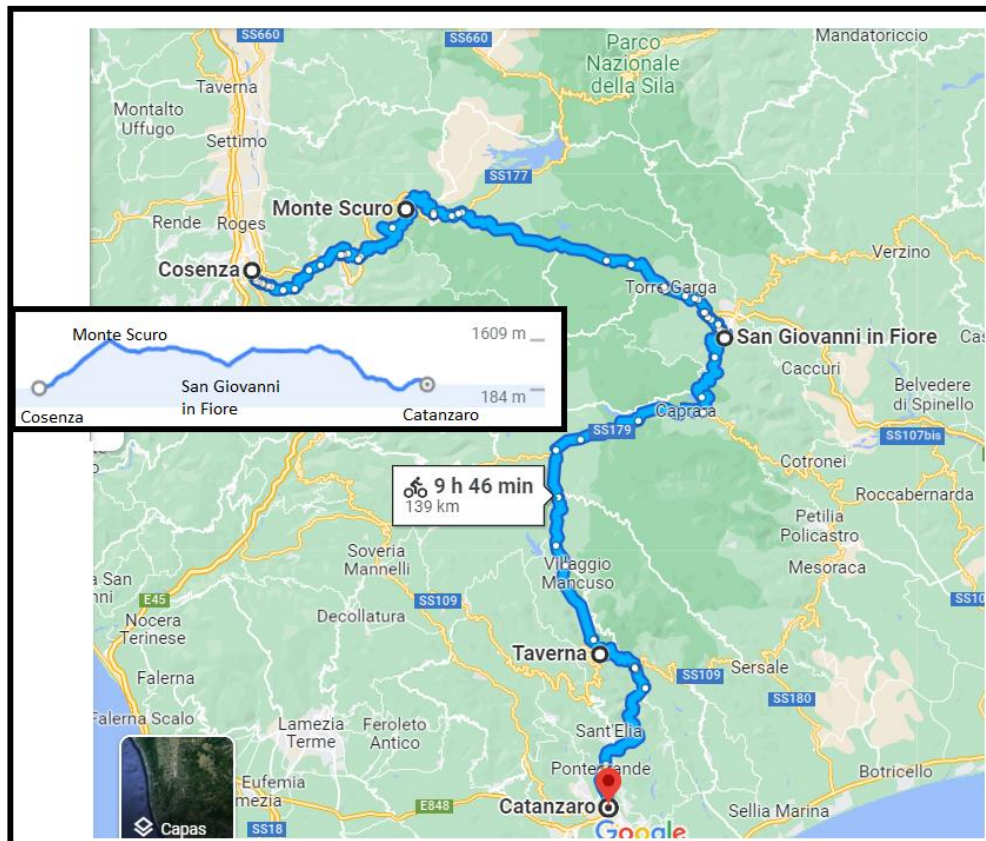 SS660
SS660
Parco
Nazionale
della Sila
Mandatoriccio
Taverna
Montalto
Uffugo
Settimo
SS177
Monte Scuro
Rende
Roges
Verzino
Cosenza
Torre Garga
San Giovanni in Fiore
Cas
Caccuri
Monte Scuro
1609 m
San Giovanni
in Fiore
184 m
Cosenza
Catanzaro
Belvedere
di Spinello
SS179
SS107bis
Cotronei
9 h 46 min
139 km
Roccabernarda
Petilia
Policastro
Soveria
Mannelli
Villaggio
Mancuso
Mesoraca
a San
E45
SS109
SS10
Nocera
Terinese
Decollatura
Taverna
SS109
Sersale
SS180
Falerna
Falerna Scalo
Lamezia
Terme
Feroleto
Antico
Sant'Elia
Eufemia
mezia
Pontegrande
Botricello
E848
Catanzaro
Sellia Marina
SS18
Google
Capas